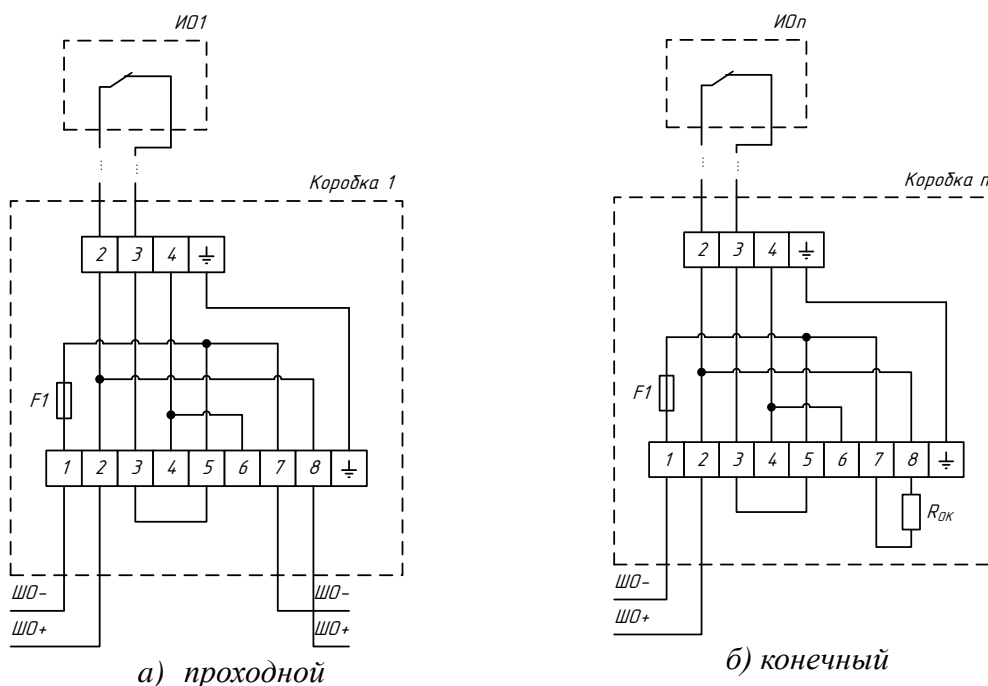 ИО1
ИОn
Коробка 1
Коробка n
2 3 4
2 3 4
F1
F1
1 2 3 4 5 6 7 8
1 2 3 4 5 6 7 8
RОК
ШО-
ШО+
ШО-
ШО+
ШО-
ШО+
а) проходной
б) конечный